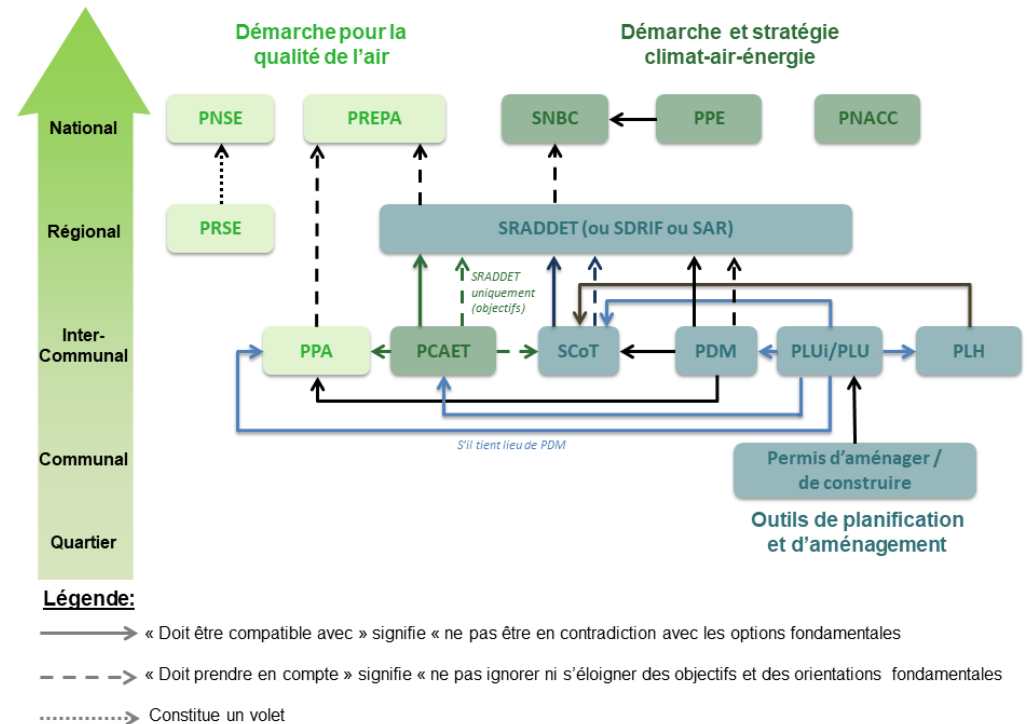 Démarche pour la
qualité de l'air
Démarche et stratégie
climat-air-énergie
National
PNSE
PREPA
SNBC
PPE
PNACC
Régional
PRSE
SRADDET (ou SDRIF ou SAR)
SRADDET
uniquement
(objectifs)
Inter-
Communal
PPA
PCAET
SCoT
PDM
PLUi/PLU
PLH
S'il tient lieu de PDM
Communal
Permis d'aménager /
de construire
Outils de planification
et d'aménagement
Quartier
Légende:
« Doit être compatible avec » signifie « ne pas être en contradiction avec les options fondamentales
« Doit prendre en compte » signifie « ne pas ignorer ni s'éloigner des objectifs et des orientations fondamentales
Constitue un volet